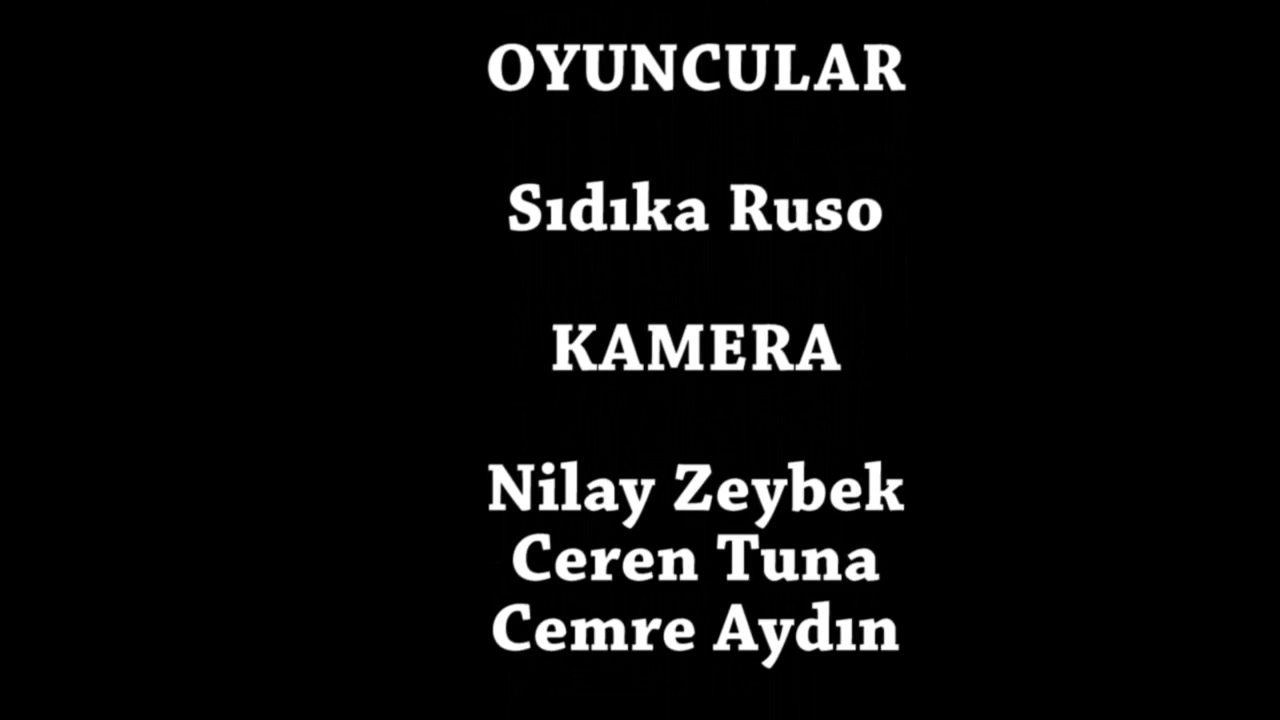 OYUNCULAR
Sıdıka Ruso
KAMERA
Nilay Zeybek
Ceren Tuna
Cemre Aydın